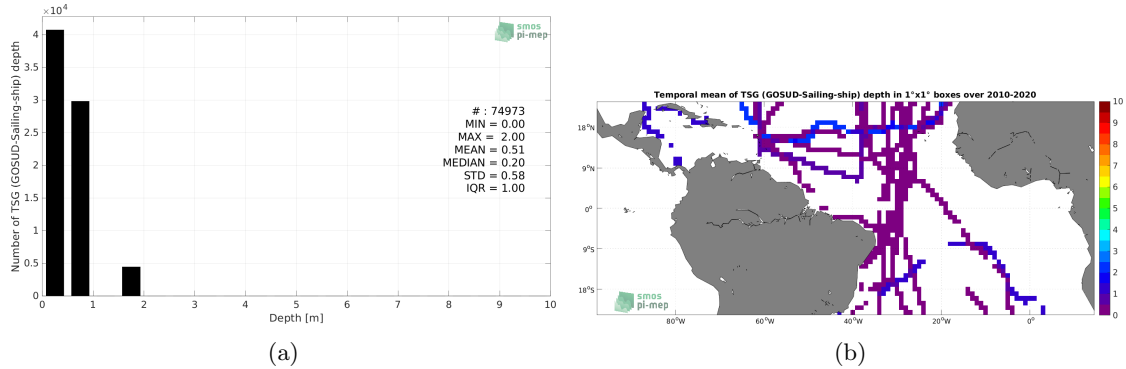 ×10⁴
4
3.5
3
2.5
2
1.5
1
0.5
0
Number of TSG (GOSUD-Sailing-ship) depth
smos
pi-mep
# : 74973
MIN = 0.00
MAX = 2.00
MEAN = 0.51
MEDIAN = 0.20
STD = 0.58
IQR = 1.00
0 1 2 3 4 5 6 7 8 9 10
Depth [m]
(a)
Temporal mean of TSG (GOSUD-Sailing-ship) depth in 1°x1° boxes over 2010-2020
18°N
9°N
0°
9°S
18°S
smos
pi-mep
80°W 60°W 40°W 20°W 0°
10
9
8
7
6
5
4
3
2
1
0
(b)